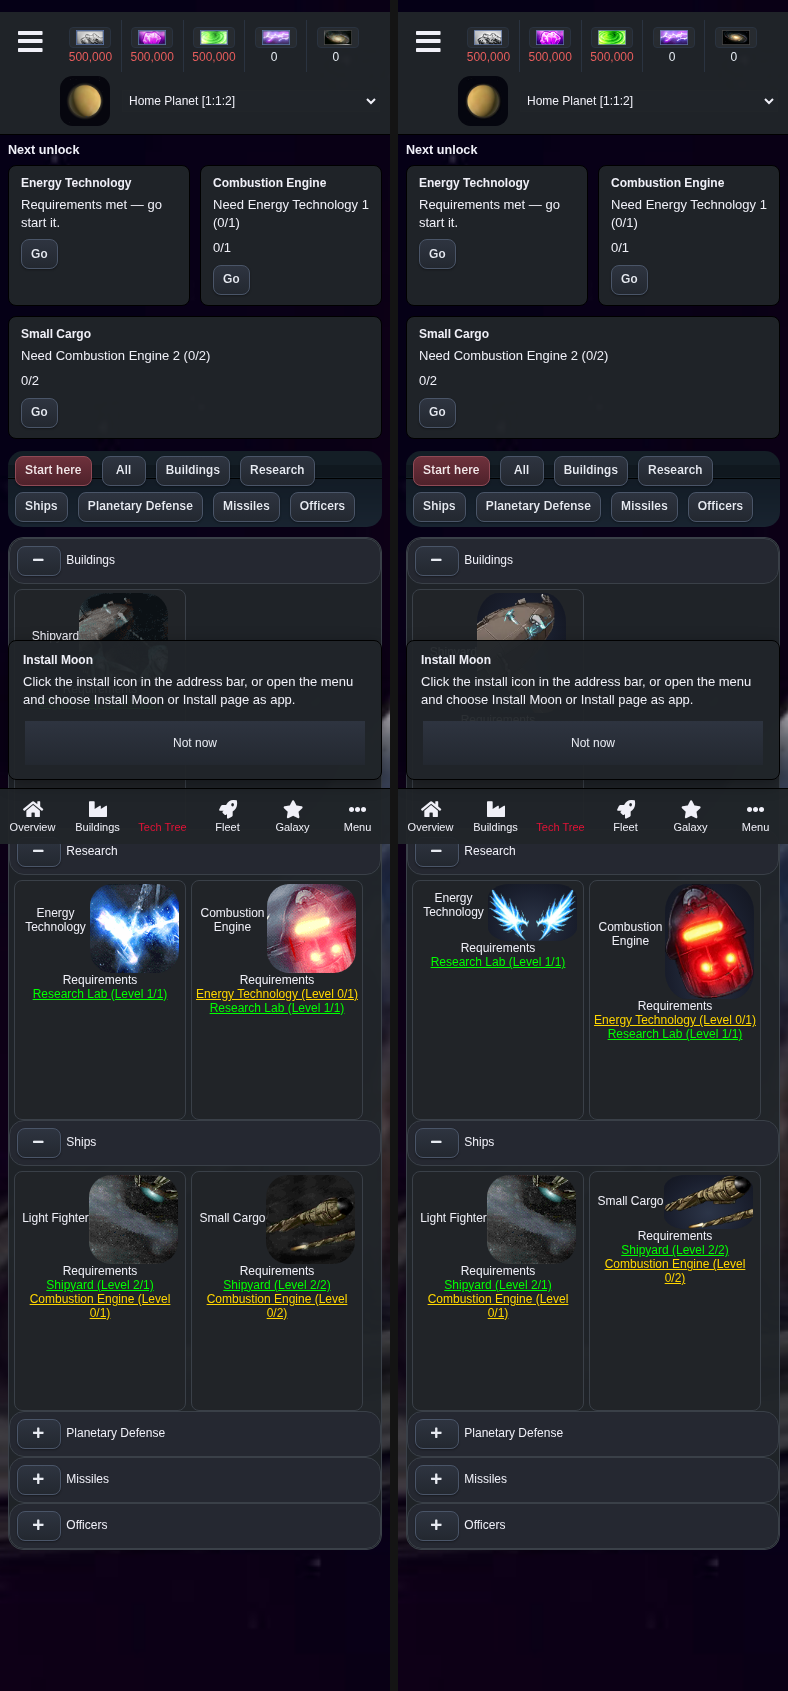 500,000 500,000 500,000 0 0
Home Planet [1:1:2]
Next unlock
Energy Technology
Requirements met — go
start it.
Go
Combustion Engine
Need Energy Technology 1
(0/1)
0/1
Go
Small Cargo
Need Combustion Engine 2 (0/2)
0/2
Go
Start here All Buildings Research
Ships Planetary Defense Missiles Officers
Buildings
Shipyard
Install Moon
Click the install icon in the address bar, or open the menu
and choose Install Moon or Install page as app.
Not now
Overview Buildings Tech Tree Fleet Galaxy Menu
Research
Energy
Technology
Requirements
Research Lab (Level 1/1)
Combustion
Engine
Requirements
Energy Technology (Level 0/1)
Research Lab (Level 1/1)
Ships
Light Fighter
Requirements
Shipyard (Level 2/1)
Combustion Engine (Level
0/1)
Small Cargo
Requirements
Shipyard (Level 2/2)
Combustion Engine (Level
0/2)
Planetary Defense
Missiles
Officers
500,000 500,000 500,000 0 0
Home Planet [1:1:2]
Next unlock
Energy Technology
Requirements met — go
start it.
Go
Combustion Engine
Need Energy Technology 1
(0/1)
0/1
Go
Small Cargo
Need Combustion Engine 2 (0/2)
0/2
Go
Start here All Buildings Research
Ships Planetary Defense Missiles Officers
Buildings
Install Moon
Click the install icon in the address bar, or open the menu
and choose Install Moon or Install page as app.
Not now
Overview Buildings Tech Tree Fleet Galaxy Menu
Research
Energy
Technology
Requirements
Research Lab (Level 1/1)
Combustion
Engine
Requirements
Energy Technology (Level 0/1)
Research Lab (Level 1/1)
Ships
Light Fighter
Requirements
Shipyard (Level 2/1)
Combustion Engine (Level
0/1)
Small Cargo
Requirements
Shipyard (Level 2/2)
Combustion Engine (Level
0/2)
Planetary Defense
Missiles
Officers